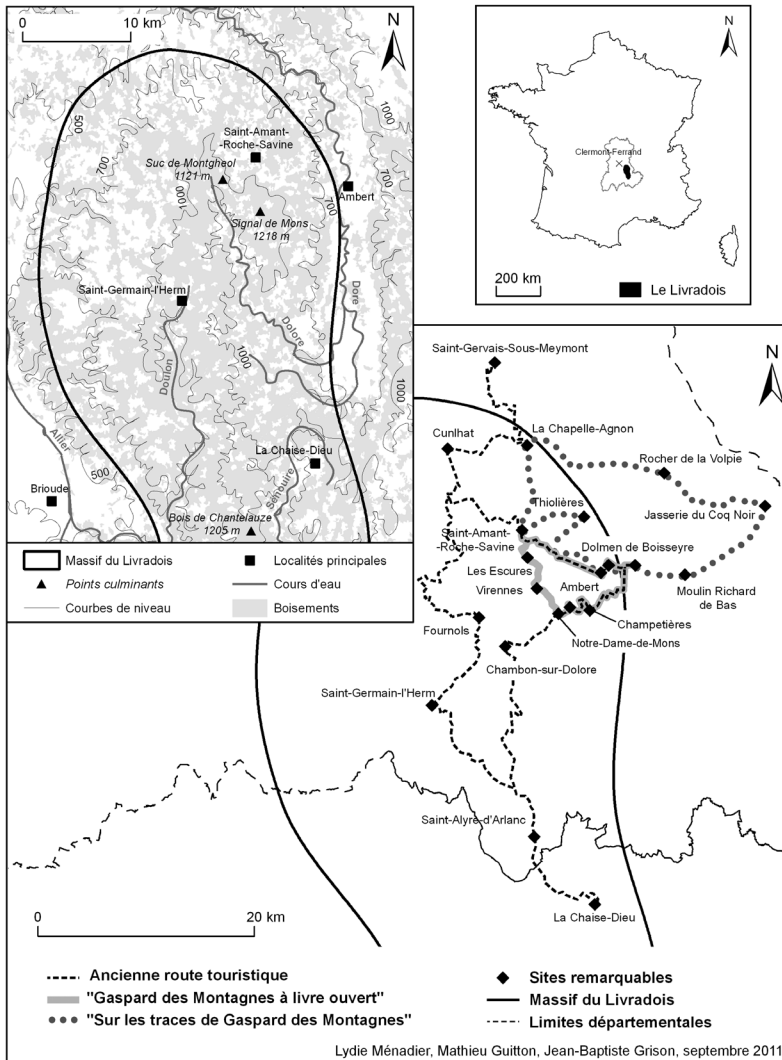 0 10 km
N
500
700
1000
1000
700
Saint-Amant-
-Roche-Savine
Suc de Montgheol
1121 m
Ambert
Signal de Mons
1218 m
Saint-Germain-l'Herm
Dore
Dolore
1000
Doulon
1000
Allier
500
La Chaise-Dieu
Senouire
Brioude
Bois de Chantelauze
1205 m
Massif du Livradois
Localités principales
Points culminants
Cours d'eau
Courbes de niveau
Boisements
N
Clermont-Ferrand
200 km
Le Livradois
N
Saint-Gervais-Sous-Meymont
Cunlhat
La Chapelle-Agnon
Rocher de la Volpie
Thiolières
Jasserie du Coq Noir
Saint-Amant-
-Roche-Savine
Dolmen de Boisseyre
Les Escures
Virennes
Ambert
Moulin Richard
de Bas
Champetières
Fournols
Notre-Dame-de-Mons
Chambon-sur-Dolore
Saint-Germain-l'Herm
Saint-Alyre-d'Arlanc
La Chaise-Dieu
0 20 km
Ancienne route touristique
"Gaspard des Montagnes à livre ouvert"
"Sur les traces de Gaspard des Montagnes"
Sites remarquables
Massif du Livradois
Limites départementales
Lydie Ménadier, Mathieu Guitton, Jean-Baptiste Grison, septembre 2011